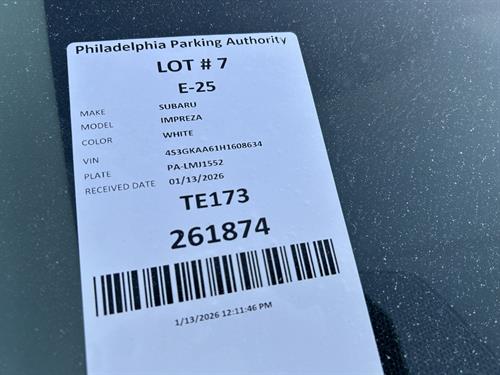 Philadelphia Parking Authority
LOT # 7
E-25
MAKE SUBARU
MODEL IMPREZA
COLOR WHITE
VIN 4S3GKAA61H1608634
PLATE PA-LMJ1552
RECEIVED DATE 01/13/2026
TE173
261874
1/13/2026 12:11:46 PM